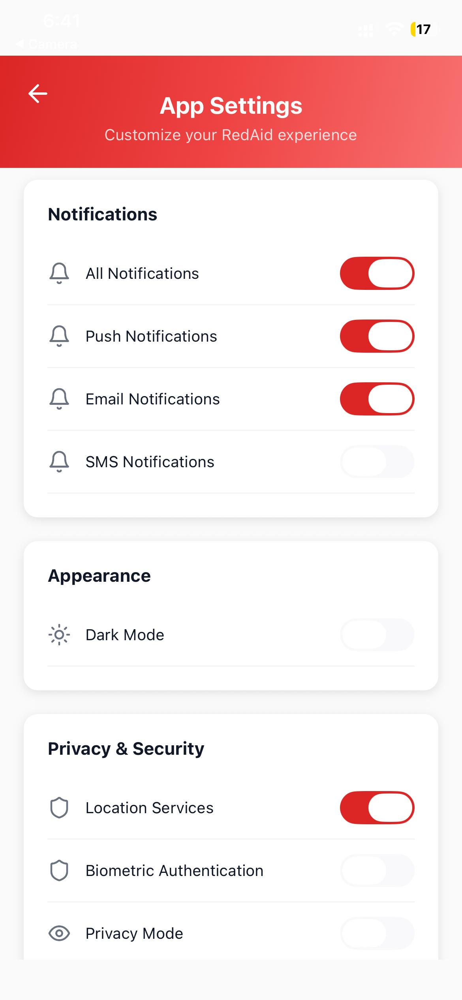 6:41
17
◀ Camera
App Settings
Customize your RedAid experience
Notifications
All Notifications
Push Notifications
Email Notifications
SMS Notifications
Appearance
Dark Mode
Privacy & Security
Location Services
Biometric Authentication
Privacy Mode